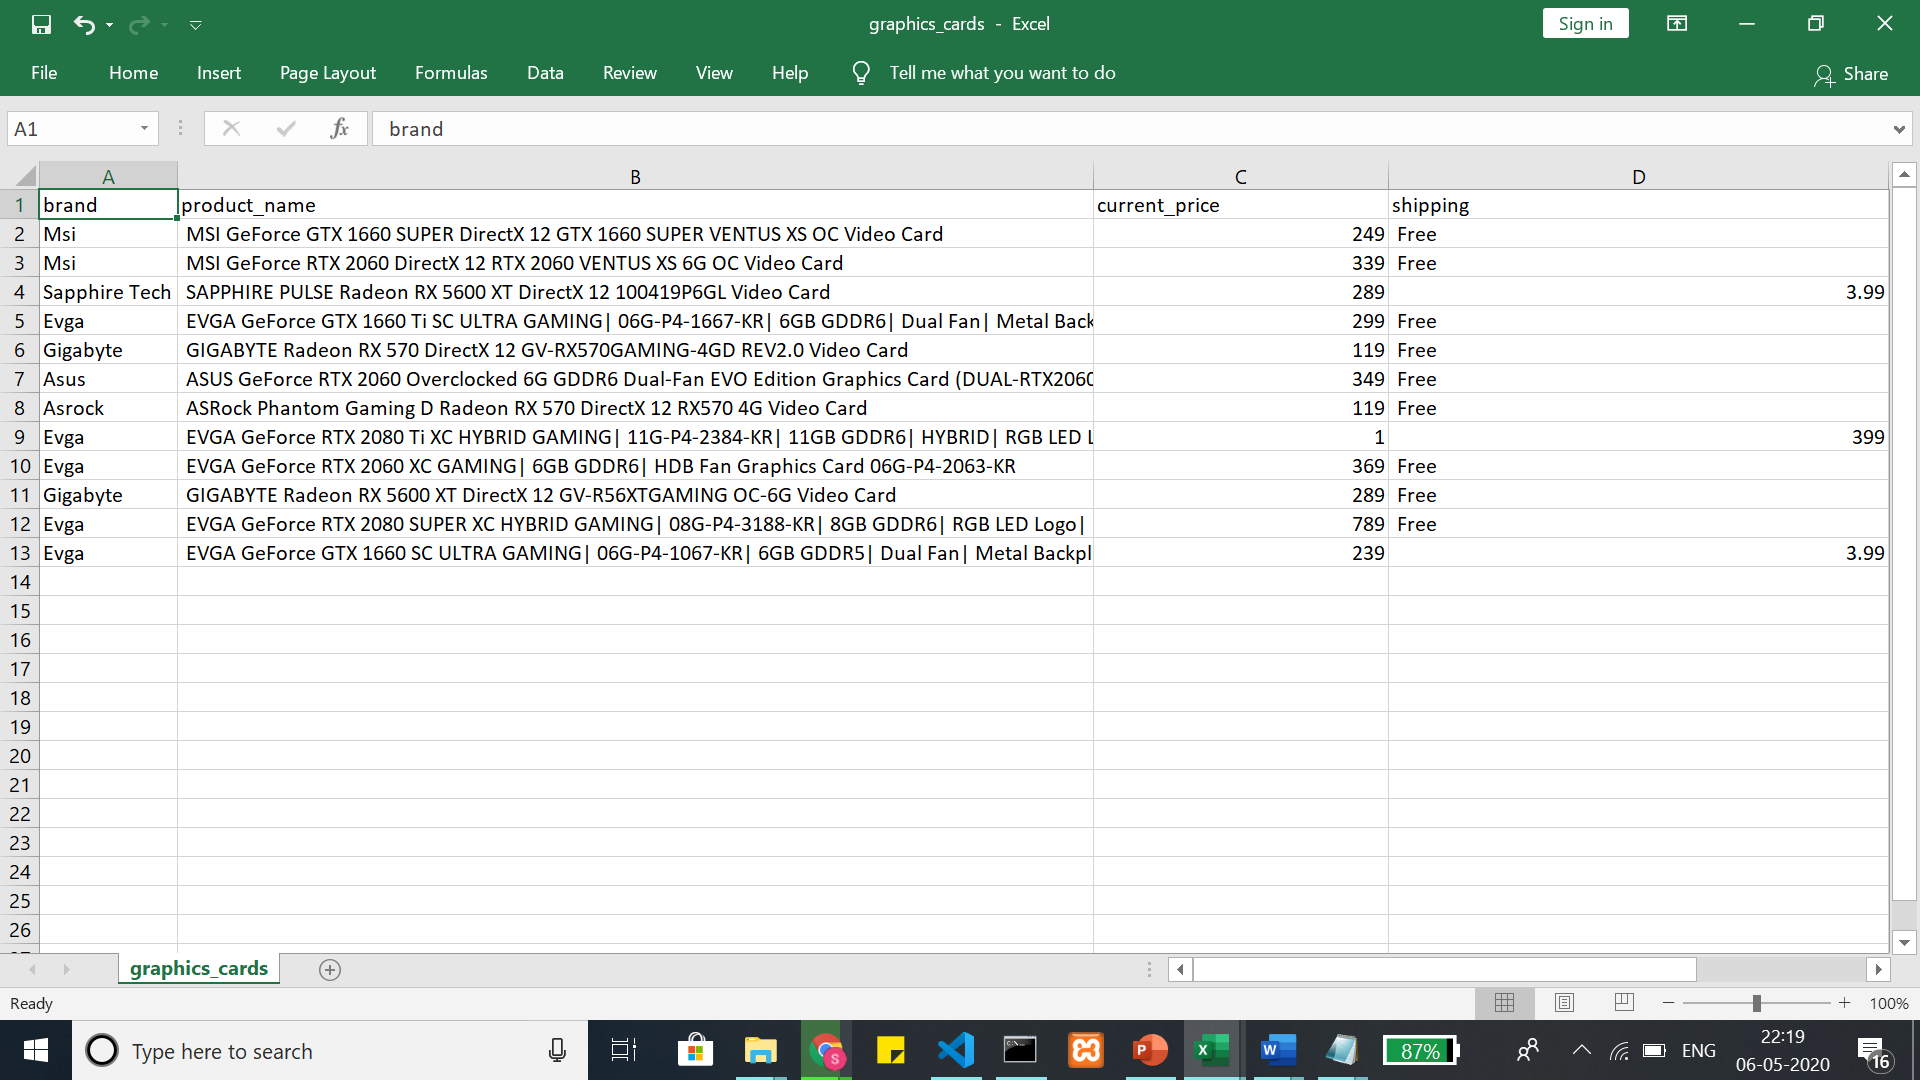 graphics_cards - Excel
Sign in
File Home Insert Page Layout Formulas Data Review View Help Tell me what you want to do Share
A1 fx brand
A B C D
1 brand product_name current_price shipping
2 Msi MSI GeForce GTX 1660 SUPER DirectX 12 GTX 1660 SUPER VENTUS XS OC Video Card 249 Free
3 Msi MSI GeForce RTX 2060 DirectX 12 RTX 2060 VENTUS XS 6G OC Video Card 339 Free
4 Sapphire Tech SAPPHIRE PULSE Radeon RX 5600 XT DirectX 12 100419P6GL Video Card 289 3.99
5 Evga EVGA GeForce GTX 1660 Ti SC ULTRA GAMING| 06G-P4-1667-KR| 6GB GDDR6| Dual Fan| Metal Back 299 Free
6 Gigabyte GIGABYTE Radeon RX 570 DirectX 12 GV-RX570GAMING-4GD REV2.0 Video Card 119 Free
7 Asus ASUS GeForce RTX 2060 Overclocked 6G GDDR6 Dual-Fan EVO Edition Graphics Card (DUAL-RTX2060 349 Free
8 Asrock ASRock Phantom Gaming D Radeon RX 570 DirectX 12 RX570 4G Video Card 119 Free
9 Evga EVGA GeForce RTX 2080 Ti XC HYBRID GAMING| 11G-P4-2384-KR| 11GB GDDR6| HYBRID| RGB LED L 1 399
10 Evga EVGA GeForce RTX 2060 XC GAMING| 6GB GDDR6| HDB Fan Graphics Card 06G-P4-2063-KR 369 Free
11 Gigabyte GIGABYTE Radeon RX 5600 XT DirectX 12 GV-R56XTGAMING OC-6G Video Card 289 Free
12 Evga EVGA GeForce RTX 2080 SUPER XC HYBRID GAMING| 08G-P4-3188-KR| 8GB GDDR6| RGB LED Logo| 789 Free
13 Evga EVGA GeForce GTX 1660 SC ULTRA GAMING| 06G-P4-1067-KR| 6GB GDDR5| Dual Fan| Metal Backpl 239 3.99
14
15
16
17
18
19
20
21
22
23
24
25
26
graphics_cards
Ready 100%
Type here to search 87% ENG 22:19
06-05-2020 16